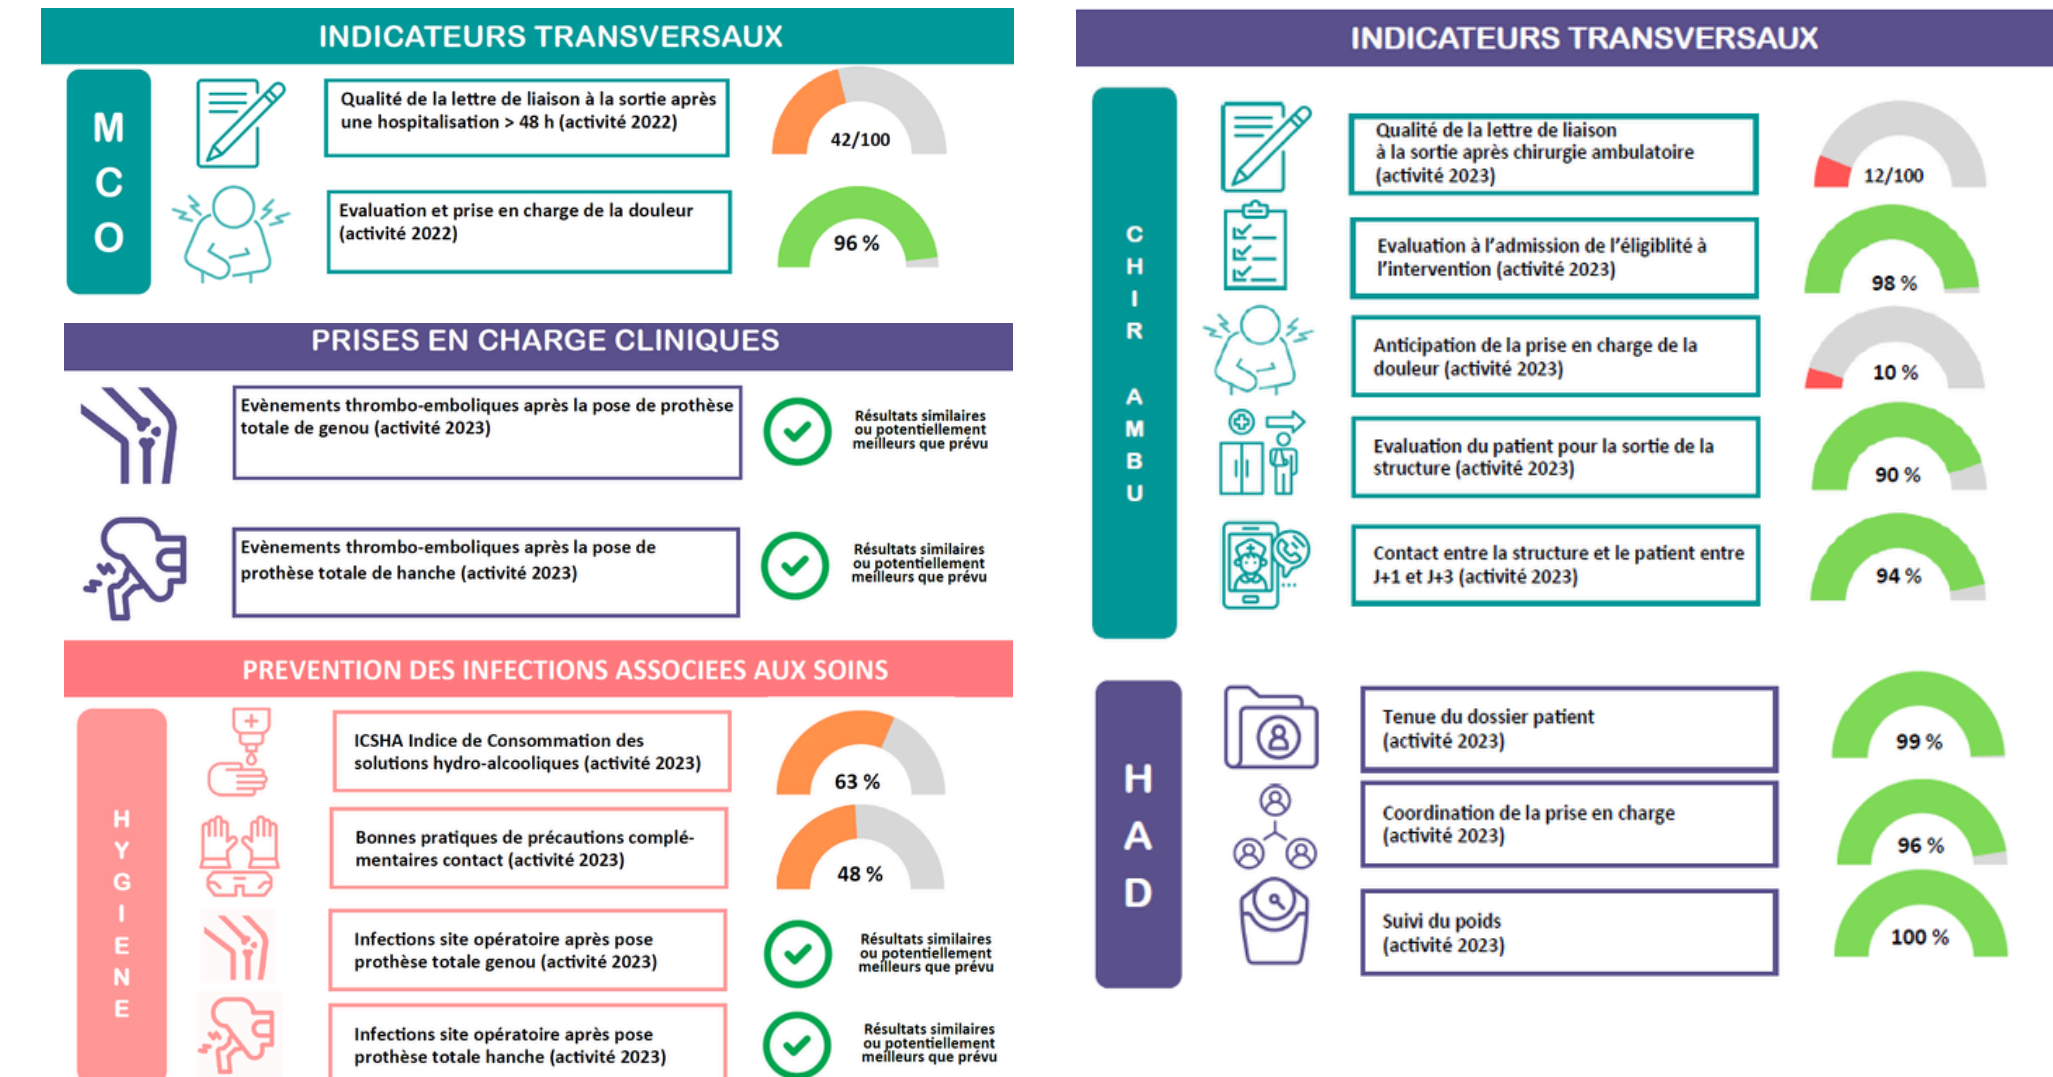 INDICATEURS TRANSVERSAUX
M
C
O
Qualité de la lettre de liaison à la sortie après
une hospitalisation > 48 h (activité 2022)
42/100
Evaluation et prise en charge de la douleur
(activité 2022)
96 %
PRISES EN CHARGE CLINIQUES
Evènements thrombo-emboliques après la pose de prothèse
totale de genou (activité 2023)
Résultats similaires
ou potentiellement
meilleurs que prévu
Evènements thrombo-emboliques après la pose de
prothèse totale de hanche (activité 2023)
Résultats similaires
ou potentiellement
meilleurs que prévu
PREVENTION DES INFECTIONS ASSOCIEES AUX SOINS
H
Y
G
I
E
N
E
ICSHA Indice de Consommation des
solutions hydro-alcooliques (activité 2023)
63 %
Bonnes pratiques de précautions complé-
mentaires contact (activité 2023)
48 %
Infections site opératoire après pose
prothèse totale genou (activité 2023)
Résultats similaires
ou potentiellement
meilleurs que prévu
Infections site opératoire après pose
prothèse totale hanche (activité 2023)
Résultats similaires
ou potentiellement
meilleurs que prévu
INDICATEURS TRANSVERSAUX
C
H
I
R
A
M
B
U
Qualité de la lettre de liaison
à la sortie après chirurgie ambulatoire
(activité 2023)
12/100
Evaluation à l'admission de l'éligiblité à
l'intervention (activité 2023)
98 %
Anticipation de la prise en charge de la
douleur (activité 2023)
10 %
Evaluation du patient pour la sortie de la
structure (activité 2023)
90 %
Contact entre la structure et le patient entre
J+1 et J+3 (activité 2023)
94 %
H
A
D
Tenue du dossier patient
(activité 2023)
99 %
Coordination de la prise en charge
(activité 2023)
96 %
Suivi du poids
(activité 2023)
100 %